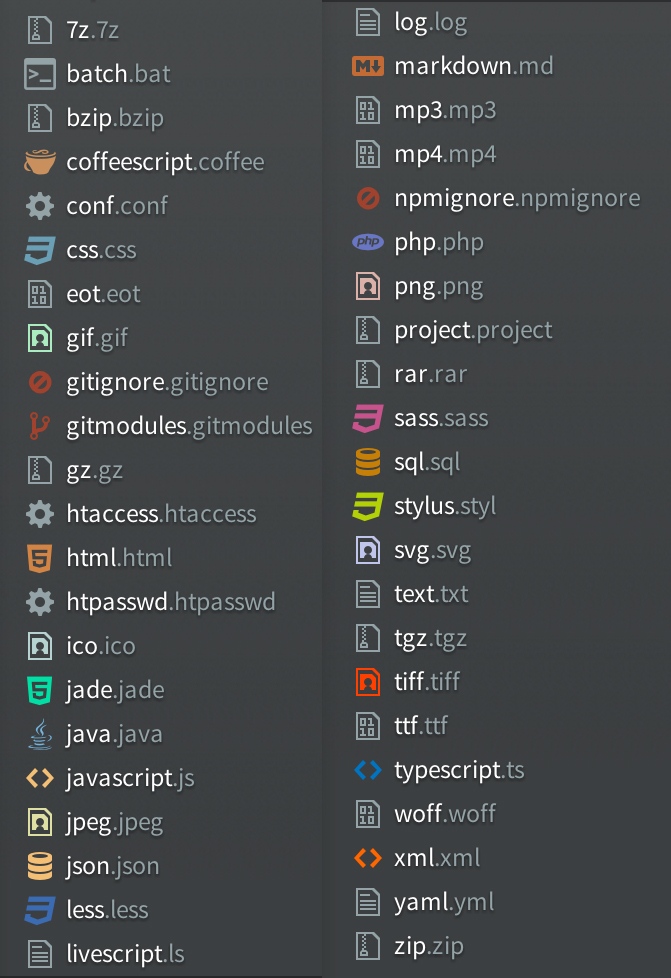 7z.7z
batch.bat
bzip.bzip
coffeescript.coffee
conf.conf
css.css
eot.eot
gif.gif
gitignore.gitignore
gitmodules.gitmodules
gz.gz
htaccess.htaccess
html.html
htpasswd.htpasswd
ico.ico
jade.jade
java.java
javascript.js
jpeg.jpeg
json.json
less.less
livescript.ls
log.log
markdown.md
mp3.mp3
mp4.mp4
npmignore.npmignore
php.php
png.png
project.project
rar.rar
sass.sass
sql.sql
stylus.styl
svg.svg
text.txt
tgz.tgz
tiff.tiff
ttf.ttf
typescript.ts
woff.woff
xml.xml
yaml.yml
zip.zip